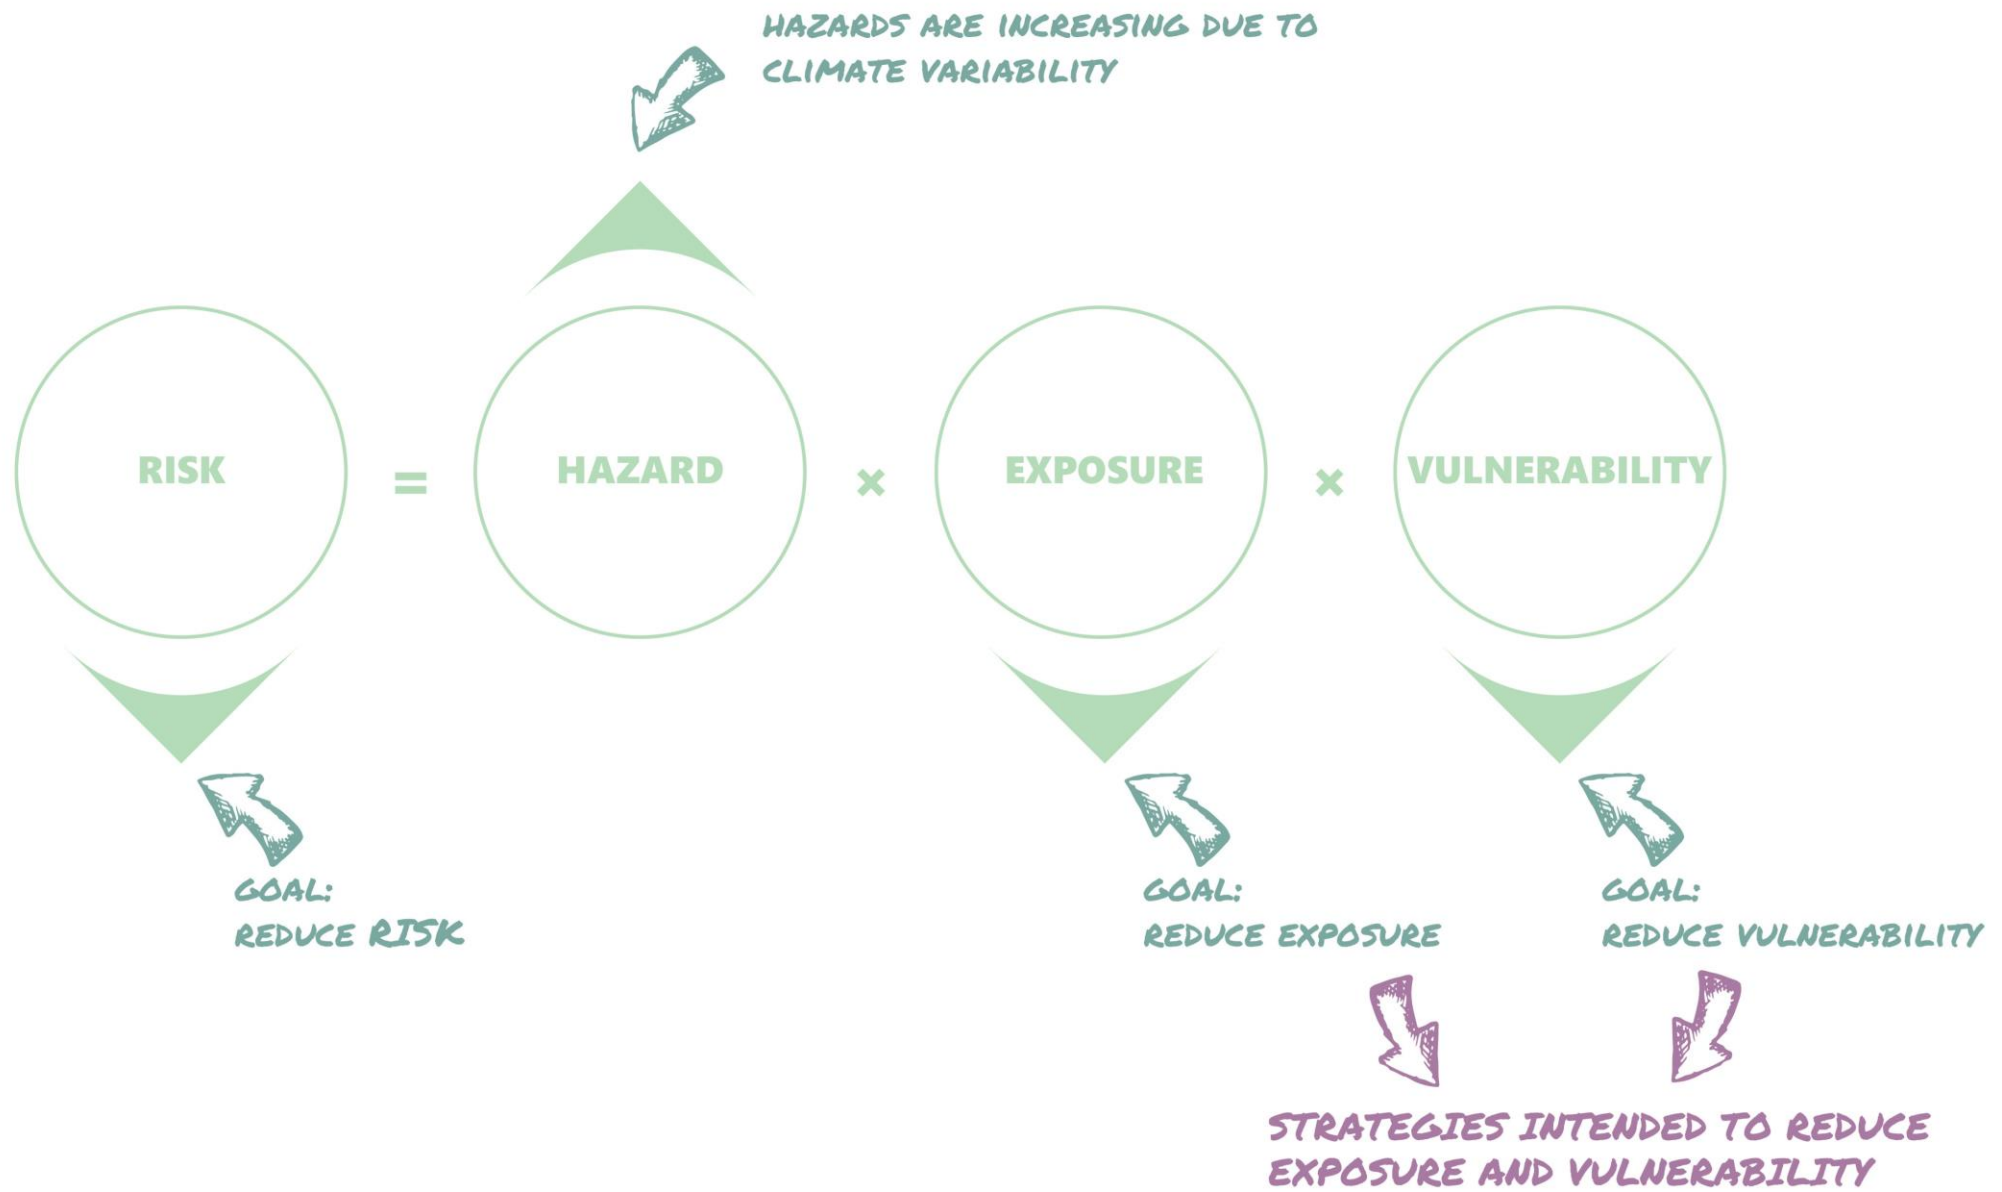 HAZARDS ARE INCREASING DUE TO
CLIMATE VARIABILITY
RISK = HAZARD × EXPOSURE × VULNERABILITY
GOAL:
REDUCE RISK
GOAL:
REDUCE EXPOSURE
GOAL:
REDUCE VULNERABILITY
STRATEGIES INTENDED TO REDUCE
EXPOSURE AND VULNERABILITY